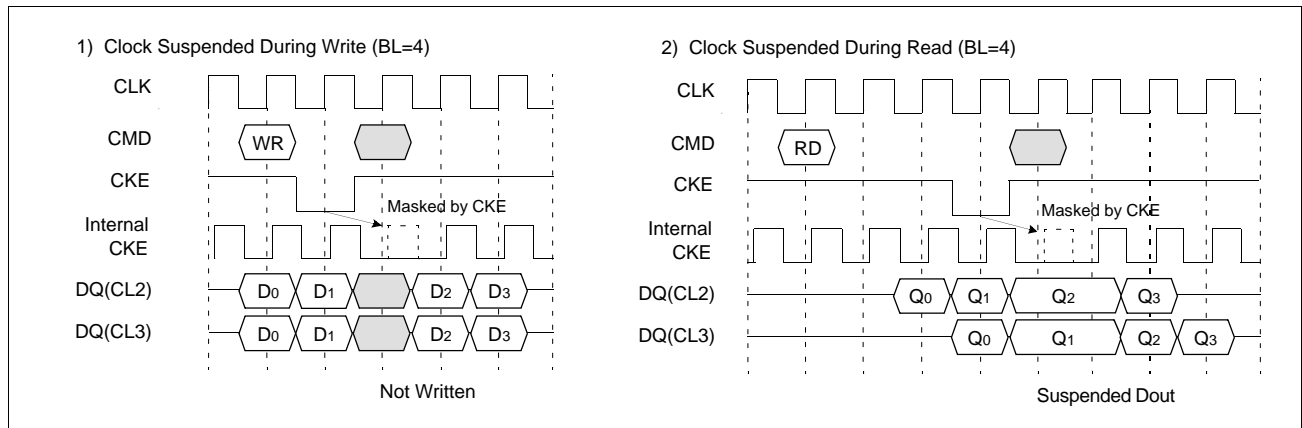 1) Clock Suspended During Write (BL=4)
CLK
CMD
WR
CKE
Masked by CKE
Internal
CKE
DQ(CL2)
D0 D1 D2 D3
DQ(CL3)
D0 D1 D2 D3
Not Written
2) Clock Suspended During Read (BL=4)
CLK
CMD
RD
CKE
Masked by CKE
Internal
CKE
DQ(CL2)
Q0 Q1 Q2 Q3
DQ(CL3)
Q0 Q1 Q2 Q3
Suspended Dout